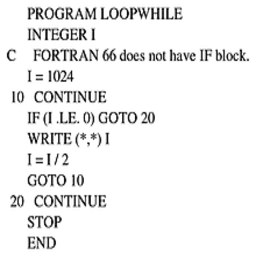 PROGRAM LOOPWHILE
INTEGER I
C FORTRAN 66 does not have IF block.
I = 1024
10 CONTINUE
IF (I .LE. 0) GOTO 20
WRITE (*,*) I
I = I / 2
GOTO 10
20 CONTINUE
STOP
END